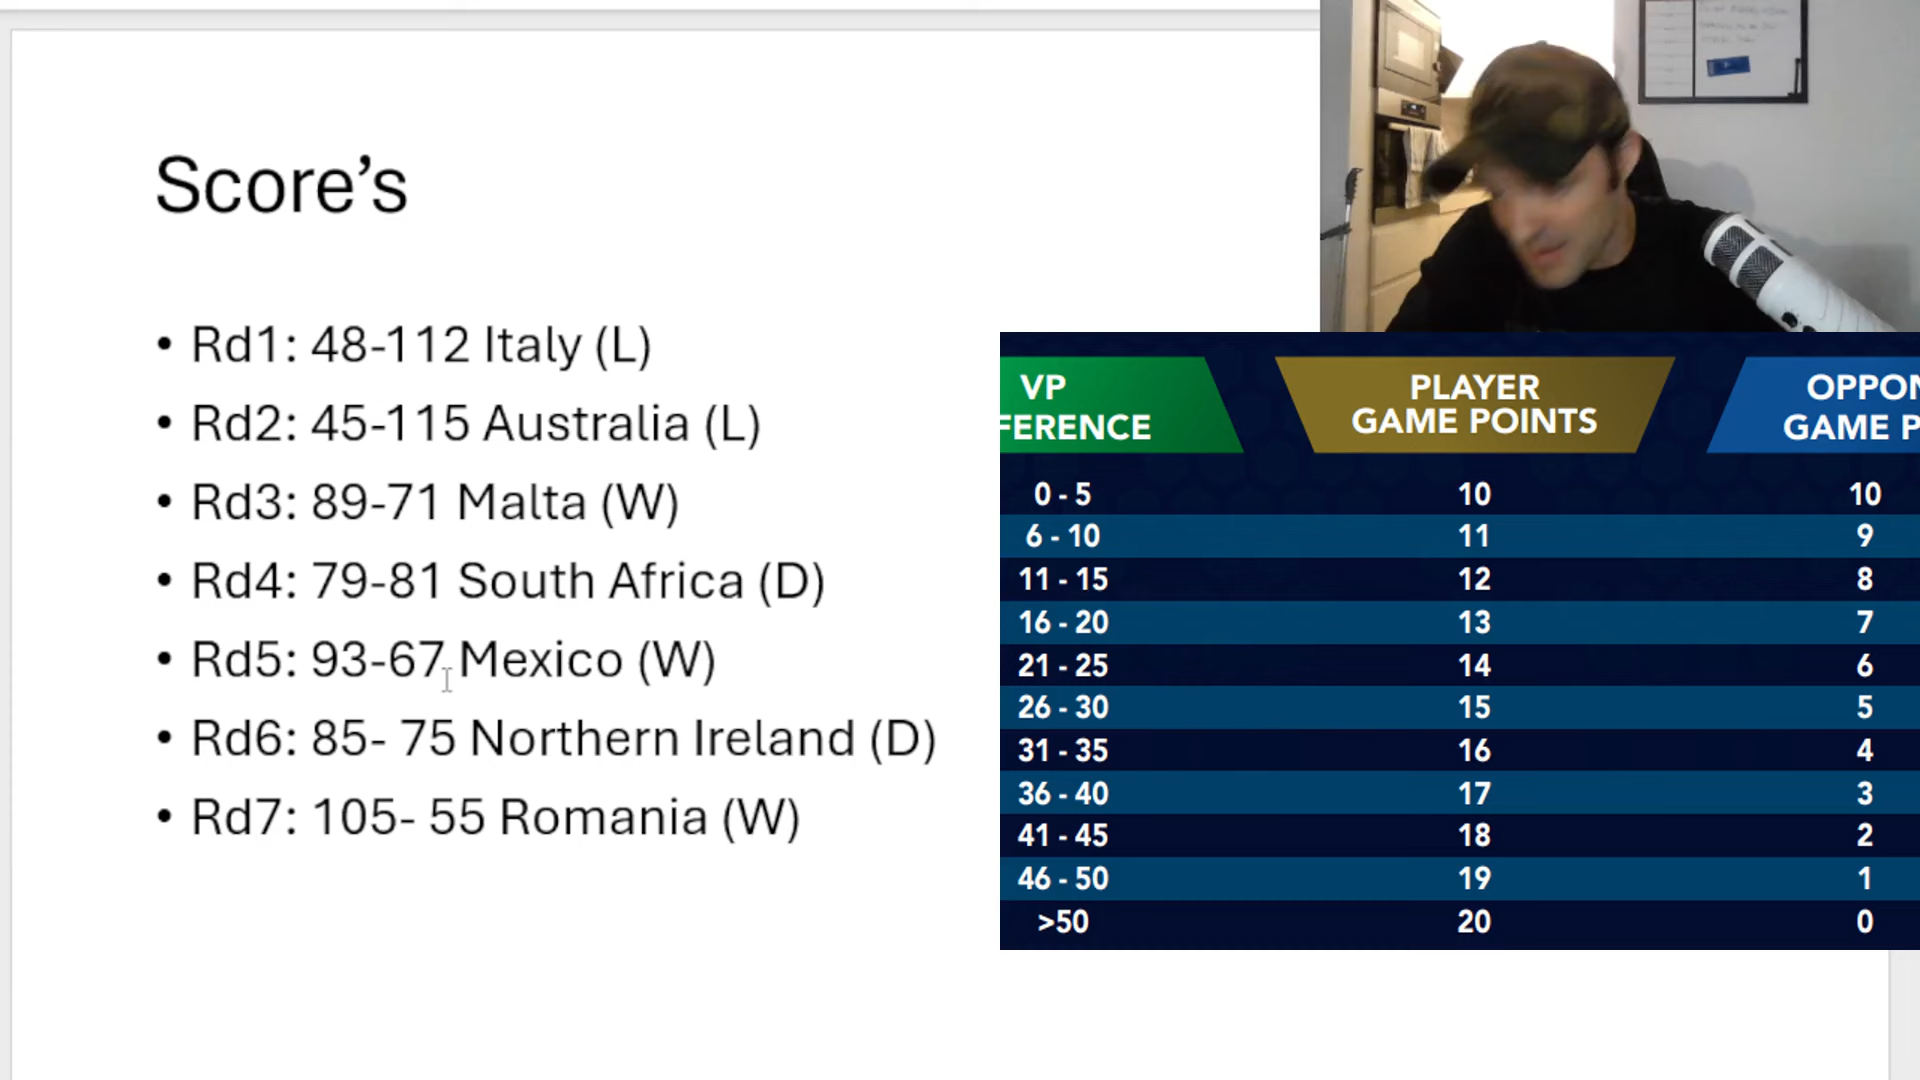 Score's
• Rd1: 48-112 Italy (L)
• Rd2: 45-115 Australia (L)
• Rd3: 89-71 Malta (W)
• Rd4: 79-81 South Africa (D)
• Rd5: 93-67 Mexico (W)
• Rd6: 85- 75 Northern Ireland (D)
• Rd7: 105- 55 Romania (W)
VP
FERENCE
PLAYER
GAME POINTS
OPPON
GAME P
0 - 5 10 10
6 - 10 11 9
11 - 15 12 8
16 - 20 13 7
21 - 25 14 6
26 - 30 15 5
31 - 35 16 4
36 - 40 17 3
41 - 45 18 2
46 - 50 19 1
>50 20 0